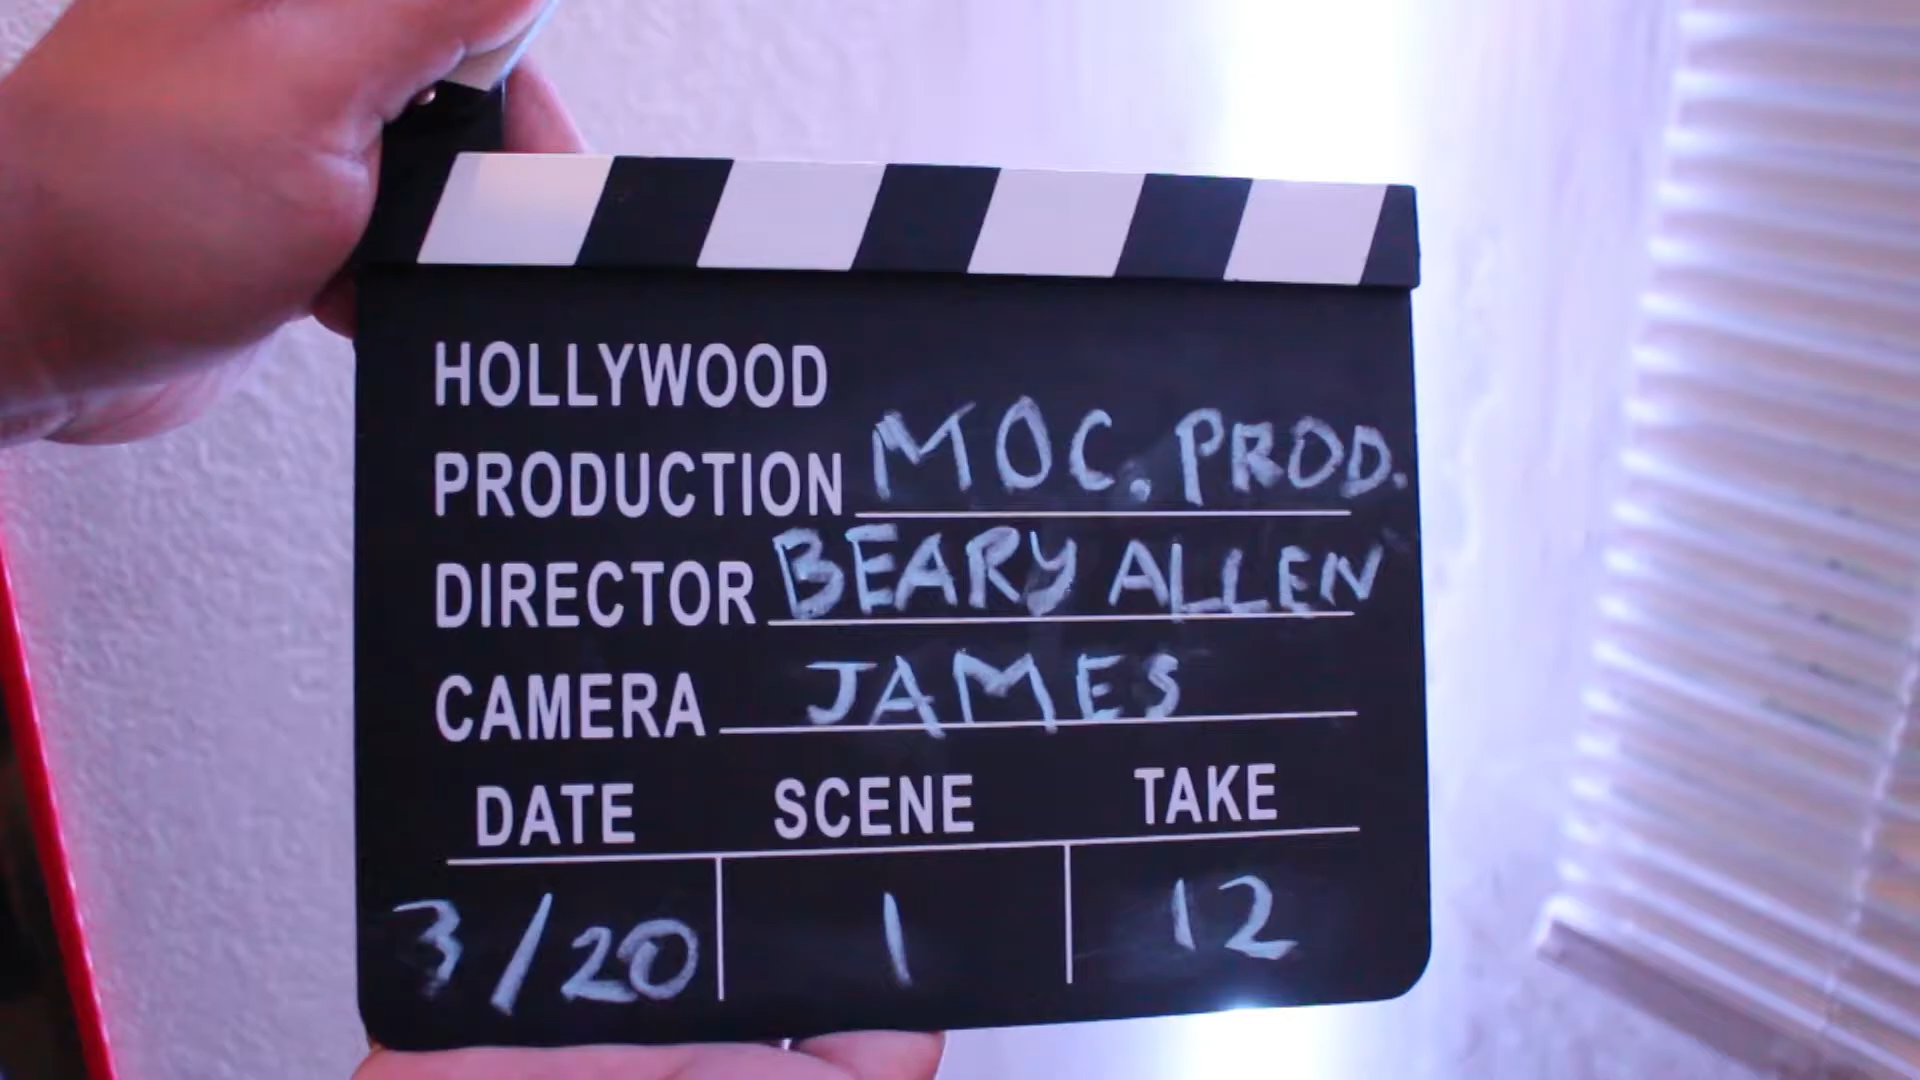 HOLLYWOOD
PRODUCTION MOC. PROD.
DIRECTOR BEARY ALLEN
CAMERA JAMES
DATE SCENE TAKE
3/20 1 12